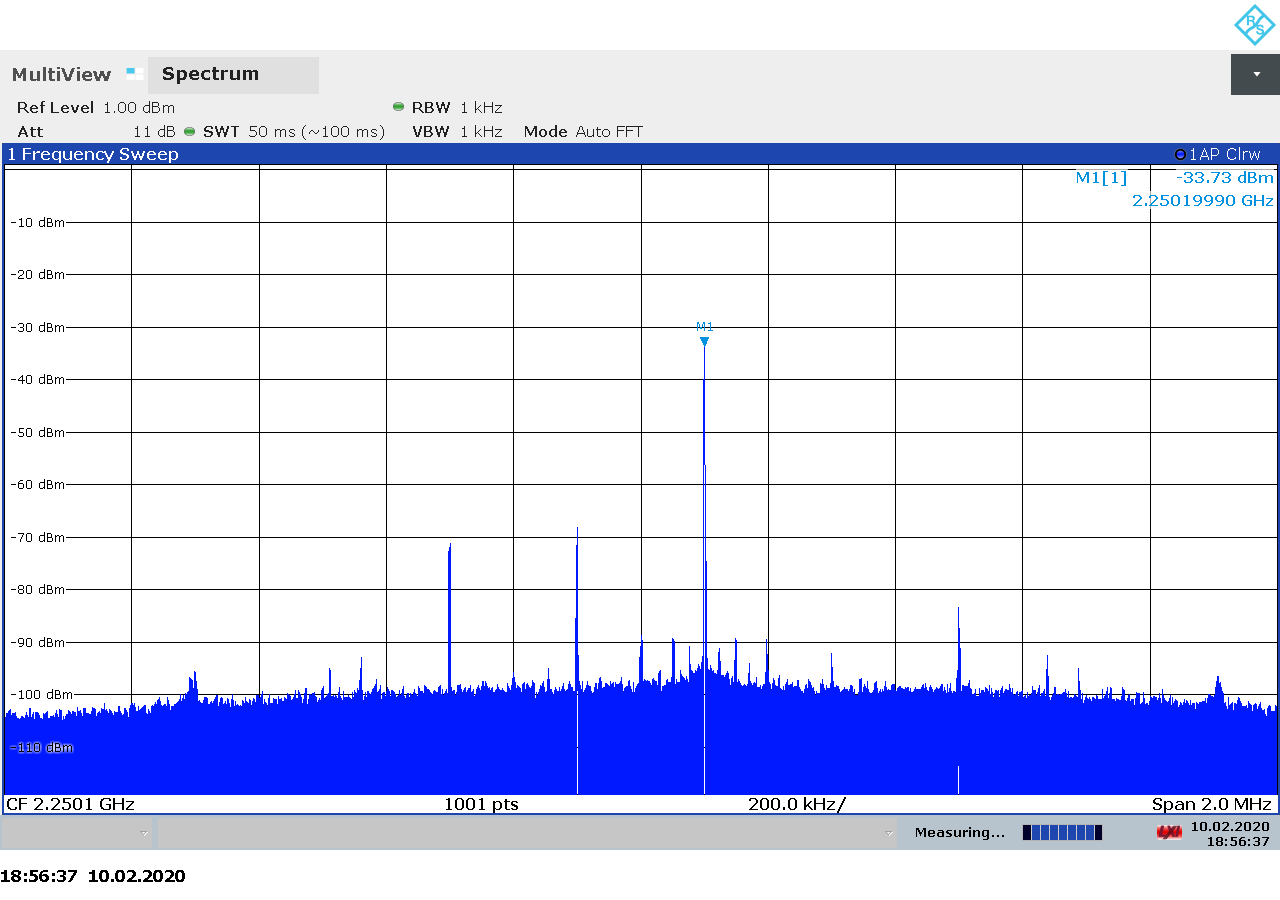 R S
MultiView Spectrum
Ref Level 1.00 dBm RBW 1 kHz
Att 11 dB SWT 50 ms (~100 ms) VBW 1 kHz Mode Auto FFT
1 Frequency Sweep 1AP Clrw
M1[1] -33.73 dBm
2.25019990 GHz
-10 dBm
-20 dBm
M1
-30 dBm
-40 dBm
-50 dBm
-60 dBm
-70 dBm
-80 dBm
-90 dBm
-100 dBm
-110 dBm
CF 2.2501 GHz 1001 pts 200.0 kHz/ Span 2.0 MHz
Measuring... LXI 10.02.2020
18:56:37
18:56:37 10.02.2020